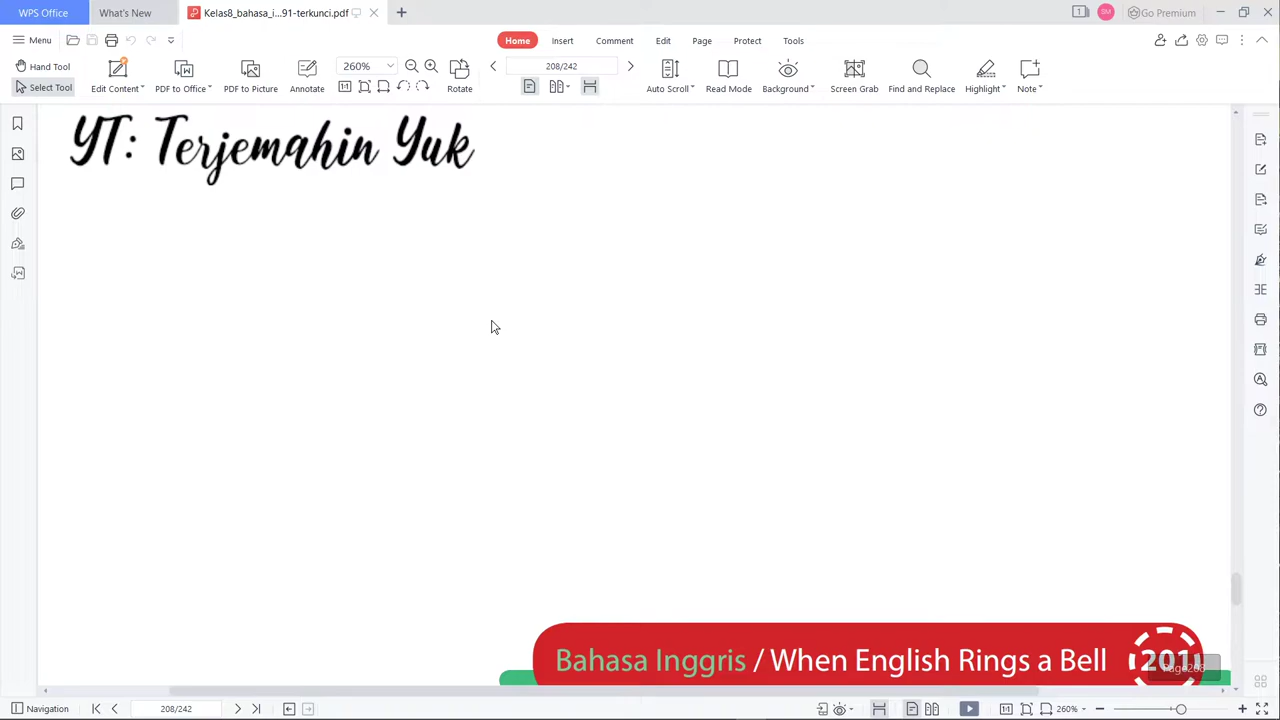 WPS Office
What's New
Kelas8_bahasa_i...91-terkunci.pdf
1
BM
Go Premium
Menu
Home
Insert
Comment
Edit
Page
Protect
Tools
Hand Tool
Select Tool
Edit Content
PDF to Office
PDF to Picture
Annotate
260%
Rotate
208/242
Auto Scroll
Read Mode
Background
Screen Grab
Find and Replace
Highlight
Note
YT: Terjemahin Yuk
Bahasa Inggris / When English Rings a Bell
201
Page208
Navigation
208/242
260%